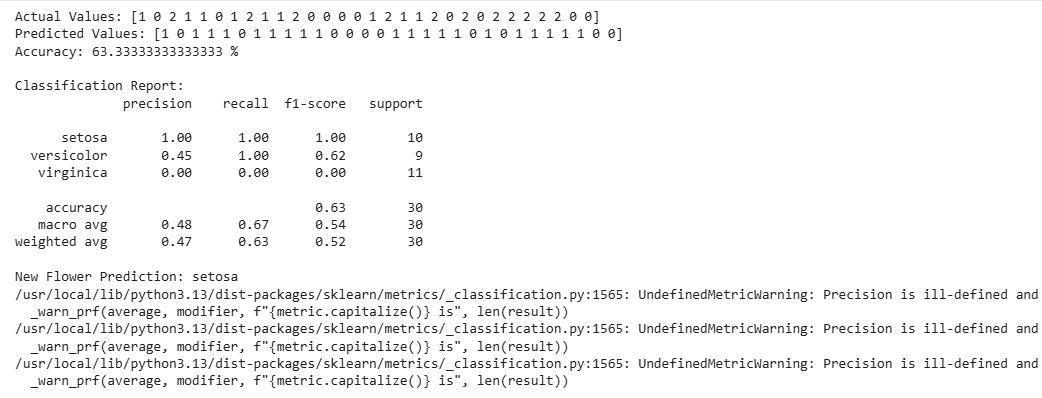 Actual Values: [1 0 2 1 1 0 1 2 1 1 2 0 0 0 0 1 2 1 1 2 0 2 0 2 2 2 2 2 0 0]
Predicted Values: [1 0 1 1 1 0 1 1 1 1 1 0 0 0 0 1 1 1 1 1 0 1 0 1 1 1 1 1 0 0]
Accuracy: 63.33333333333333 %
Classification Report:
precision recall f1-score support
setosa 1.00 1.00 1.00 10
versicolor 0.45 1.00 0.62 9
virginica 0.00 0.00 0.00 11
accuracy 0.63 30
macro avg 0.48 0.67 0.54 30
weighted avg 0.47 0.63 0.52 30
New Flower Prediction: setosa
/usr/local/lib/python3.13/dist-packages/sklearn/metrics/_classification.py:1565: UndefinedMetricWarning: Precision is ill-defined and
_warn_prf(average, modifier, f"{metric.capitalize()} is", len(result))
/usr/local/lib/python3.13/dist-packages/sklearn/metrics/_classification.py:1565: UndefinedMetricWarning: Precision is ill-defined and
_warn_prf(average, modifier, f"{metric.capitalize()} is", len(result))
/usr/local/lib/python3.13/dist-packages/sklearn/metrics/_classification.py:1565: UndefinedMetricWarning: Precision is ill-defined and
_warn_prf(average, modifier, f"{metric.capitalize()} is", len(result))